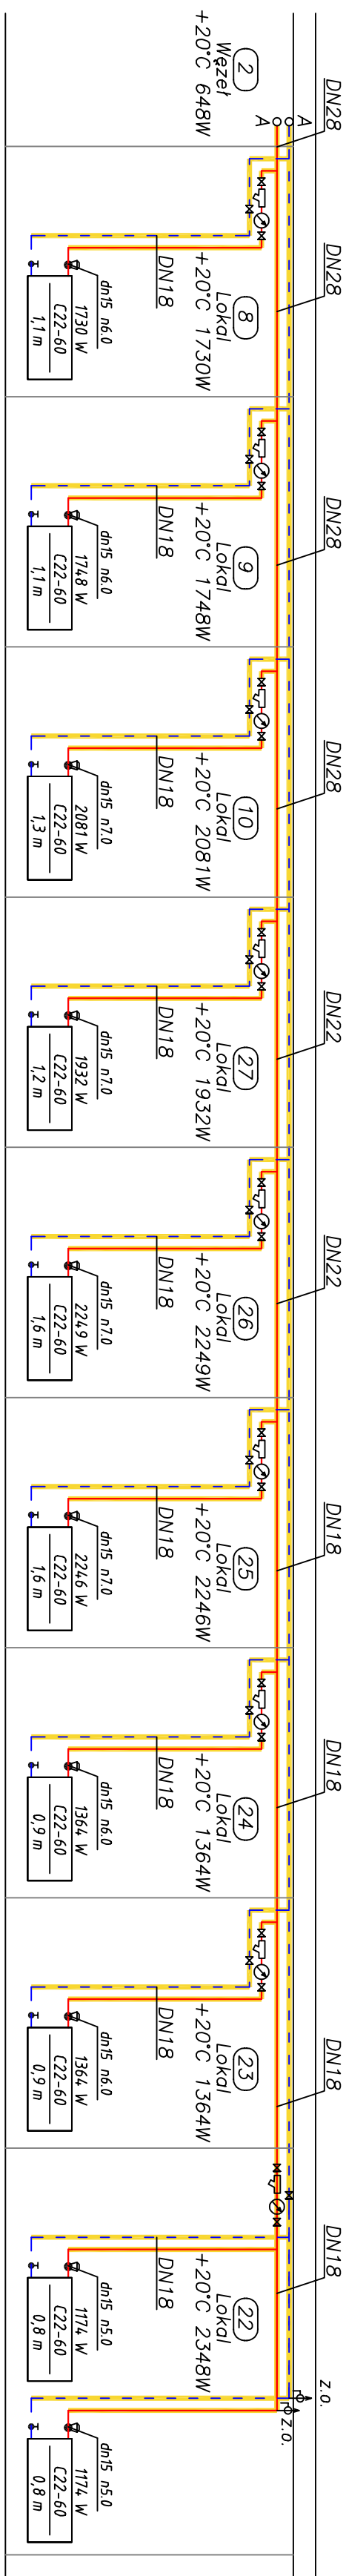 DN28
DN28
DN28
DN28
DN22
DN22
DN18
DN18
DN18
DN18
A
A
2
Węzeł
+20°C 648W
8
Lokal
+20°C 1730W
DN18
dn15 n6.0
1730 W
C22-60
1,1 m
9
Lokal
+20°C 1748W
DN18
dn15 n6.0
1748 W
C22-60
1,1 m
10
Lokal
+20°C 2081W
DN18
dn15 n7.0
2081 W
C22-60
1,3 m
27
Lokal
+20°C 1932W
DN18
dn15 n7.0
1932 W
C22-60
1,2 m
26
Lokal
+20°C 2249W
DN18
dn15 n7.0
2249 W
C22-60
1,6 m
25
Lokal
+20°C 2246W
DN18
dn15 n7.0
2246 W
C22-60
1,6 m
24
Lokal
+20°C 1364W
DN18
dn15 n6.0
1364 W
C22-60
0,9 m
23
Lokal
+20°C 1364W
DN18
dn15 n6.0
1364 W
C22-60
0,9 m
22
Lokal
+20°C 2348W
DN18
dn15 n5.0
1174 W
C22-60
0,8 m
z.o.
z.o.
dn15 n5.0
1174 W
C22-60
0,8 m